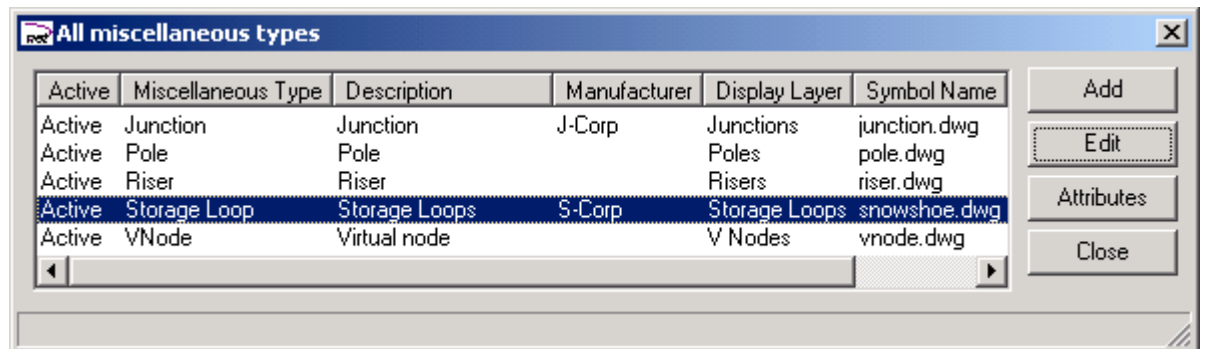 All miscellaneous types
Active Miscellaneous Type Description Manufacturer Display Layer Symbol Name
Active Junction Junction J-Corp Junctions junction.dwg
Active Pole Pole Poles pole.dwg
Active Riser Riser Risers riser.dwg
Active Storage Loop Storage Loops S-Corp Storage Loops snowshoe.dwg
Active VNode Virtual node V Nodes vnode.dwg
Add
Edit
Attributes
Close